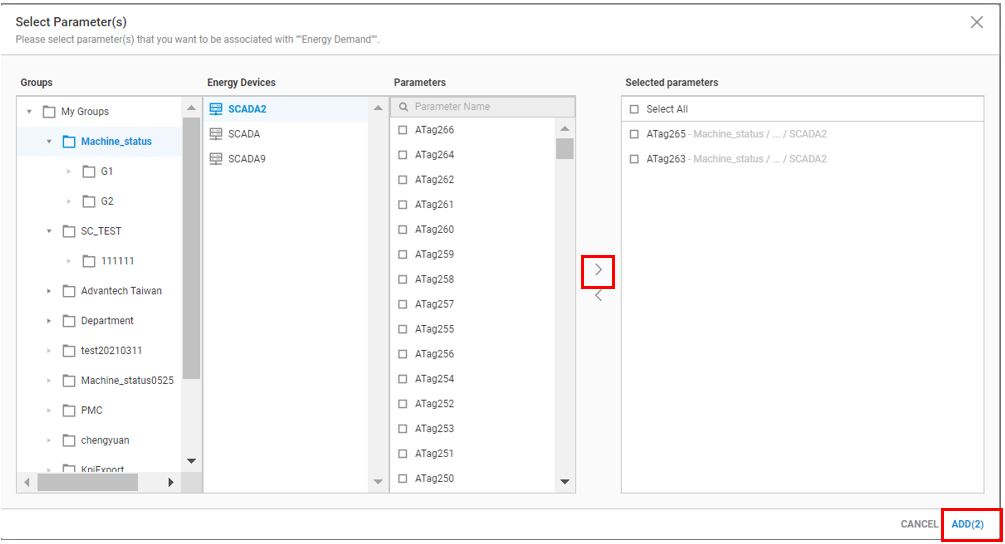 Select Parameter(s)
Please select parameter(s) that you want to be associated with ""Energy Demand"".
Groups
My Groups
Machine_status
G1
G2
SC_TEST
111111
Advantech Taiwan
Department
test20210311
Machine_status0525
PMC
chengyuan
KpiExport
Energy Devices
SCADA2
SCADA
SCADA9
Parameters
Parameter Name
ATag266
ATag264
ATag262
ATag261
ATag260
ATag259
ATag258
ATag257
ATag255
ATag256
ATag254
ATag252
ATag253
ATag251
ATag250
Selected parameters
Select All
ATag265 - Machine_status / ... / SCADA2
ATag263 - Machine_status / ... / SCADA2
CANCEL
ADD(2)